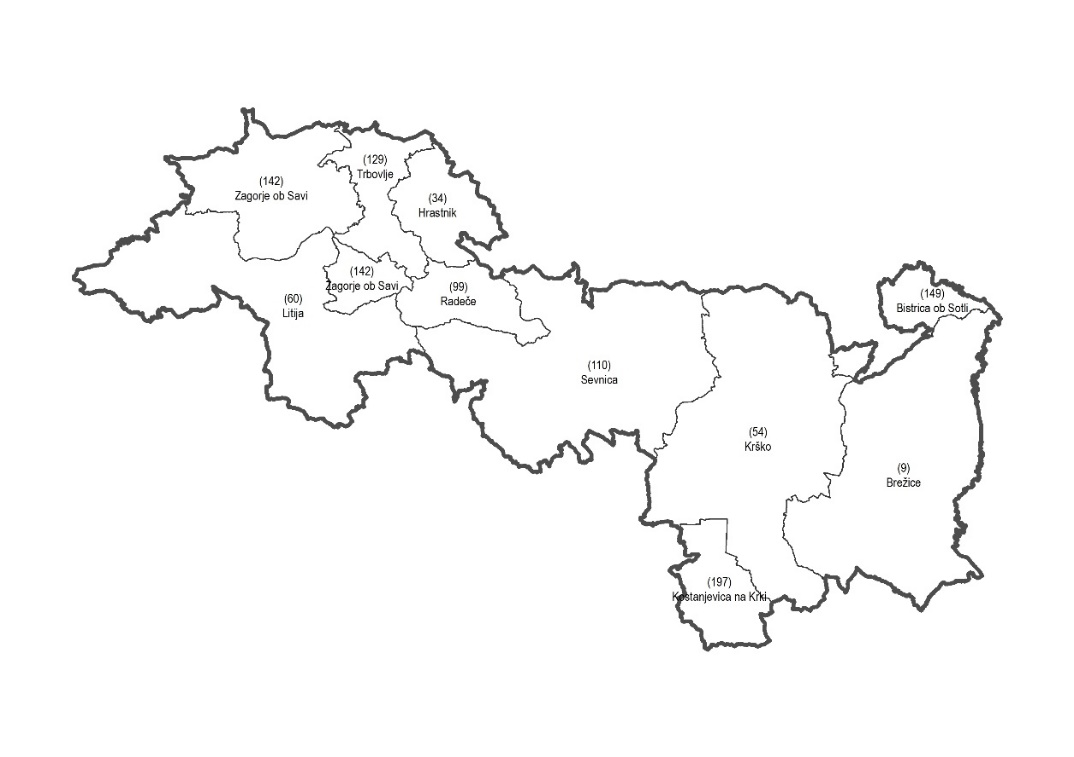 (129)
Trbovlje
(142)
Zagorje ob Savi
(34)
Hrastnik
(142)
Zagorje ob Savi
(99)
Radeče
(60)
Litija
(149)
Bistrica ob Sotli
(110)
Sevnica
(54)
Krško
(9)
Brežice
(197)
Kostanjevica na Krki